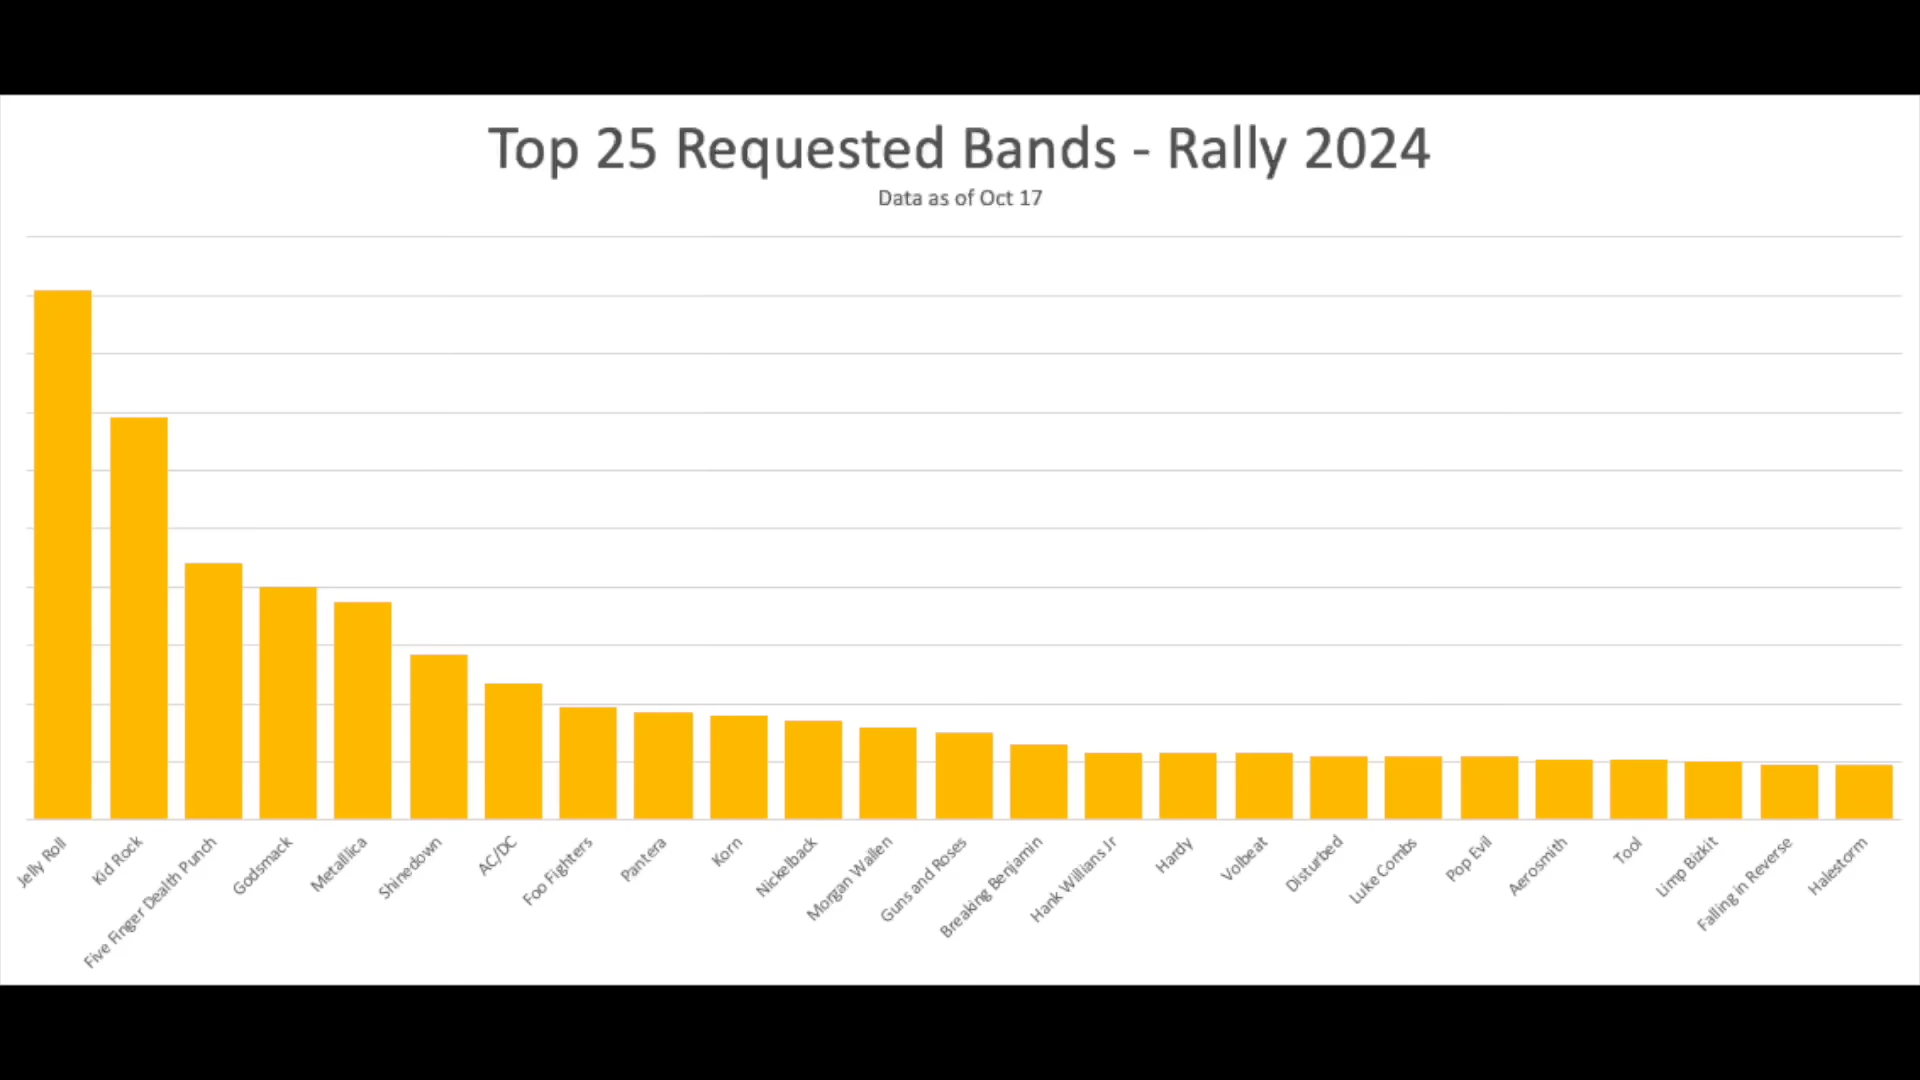 Top 25 Requested Bands - Rally 2024
Data as of Oct 17
Jelly Roll
Kid Rock
Five Finger Dealth Punch
Godsmack
Metalllica
Shinedown
AC/DC
Foo Fighters
Pantera
Korn
Nickelback
Morgan Wallen
Guns and Roses
Breaking Benjamin
Hank Willians Jr
Hardy
Volbeat
Disturbed
Luke Combs
Pop Evil
Aerosmith
Tool
Limp Bizkit
Falling in Reverse
Halestorm